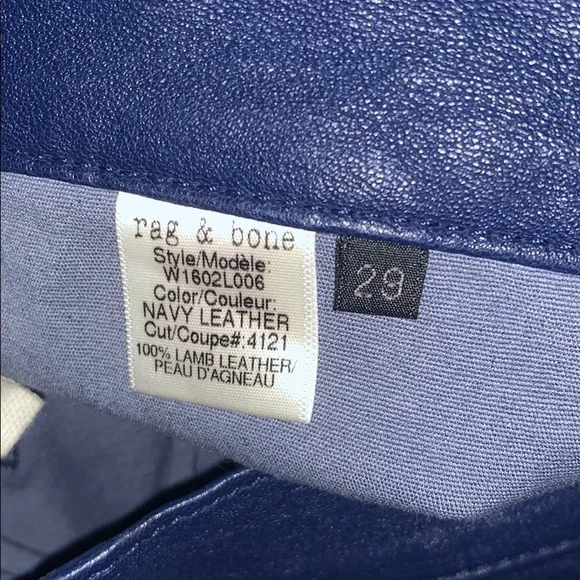 rag & bone
Style/Modèle:
W1602L006
Color/Couleur:
NAVY LEATHER
Cut/Coupe#:4121
100% LAMB LEATHER/
PEAU D'AGNEAU
29